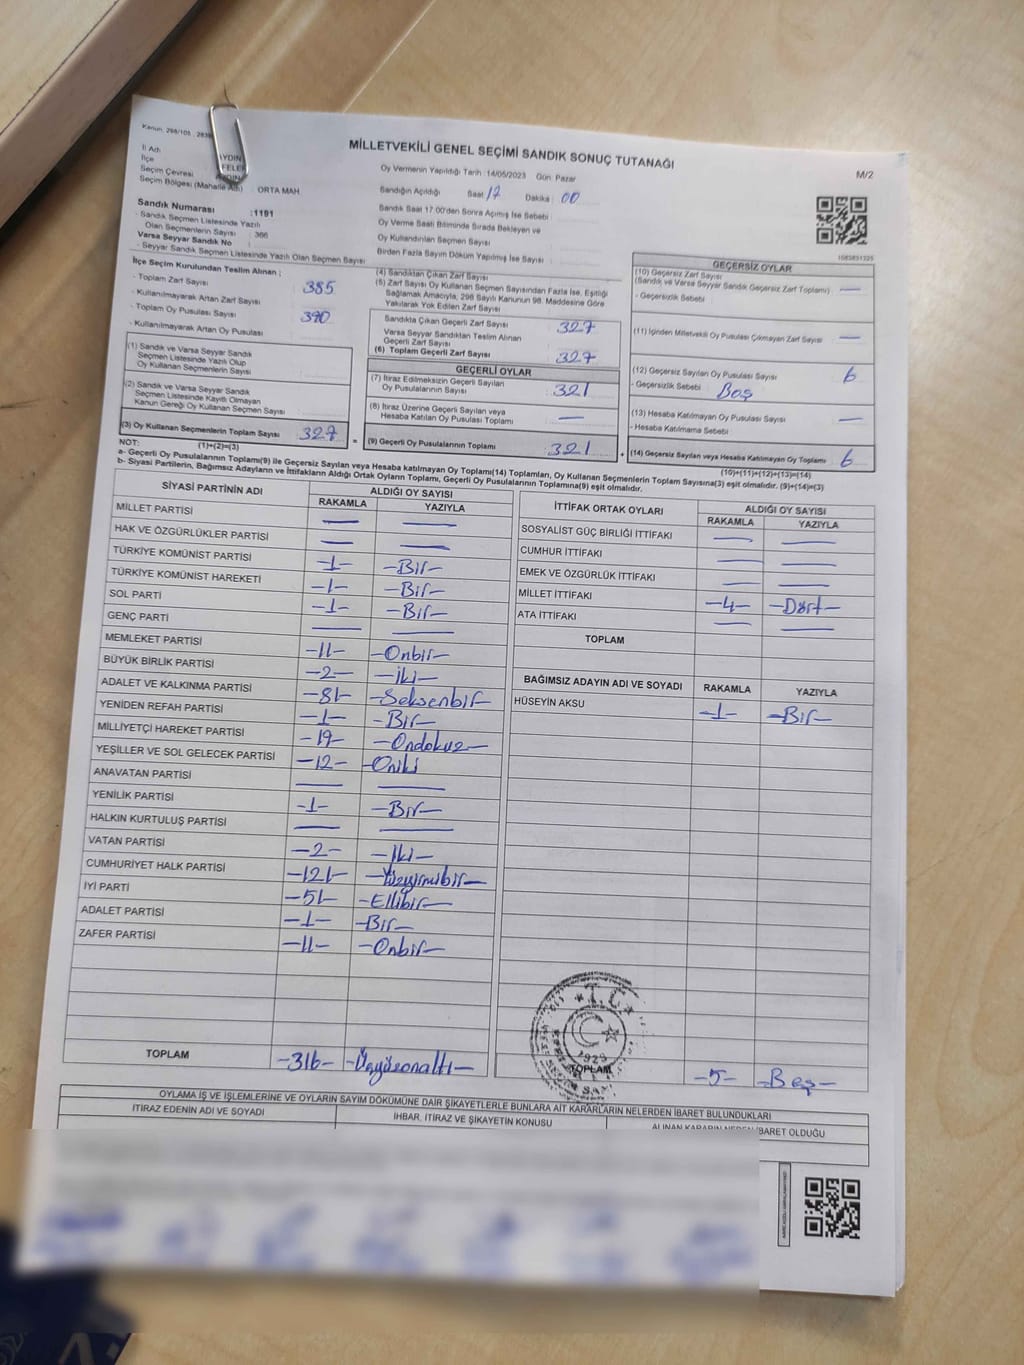 Kanun, 298/105 , 2839
MİLLETVEKİLİ GENEL SEÇİMİ SANDIK SONUÇ TUTANAĞI
M/2
İl Adı AYDIN
İlçe
Seçim Çevresi AYDIN
Seçim Bölgesi (Mahalle Adı) ORTA MAH.
Sandık Numarası :1191
- Sandık Seçmen Listesinde Yazılı
Olan Seçmenlerin Sayısı : 366
Varsa Seyyar Sandık No
- Seyyar Sandık Seçmen Listesinde Yazılı Olan Seçmen Sayısı
Oy Vermenin Yapıldığı Tarih :14/05/2023 Gün: Pazar
Sandığın Açıldığı Saat 17 Dakika : 00
Sandık Saat 17.00'den Sonra Açılmış İse Sebebi
Oy Verme Saati Bitiminde Sırada Bekleyen ve
Oy Kullandırılan Seçmen Sayısı
Birden Fazla Sayım Döküm Yapılmış İse Sayısı
İlçe Seçim Kurulundan Teslim Alınan ;
- Toplam Zarf Sayısı 385
- Kullanılmayarak Artan Zarf Sayısı
- Toplam Oy Pusulası Sayısı 390
- Kullanılmayarak Artan Oy Pusulası
(1) Sandık ve Varsa Seyyar Sandık
Seçmen Listesinde Yazılı Olup
Oy Kullanan Seçmenlerin Sayısı
(2) Sandık ve Varsa Seyyar Sandık
Seçmen Listesinde Kayıtlı Olmayan
Kanun Gereği Oy Kullanan Seçmen Sayısı
(3) Oy Kullanan Seçmenlerin Toplam Sayısı 327
(1)+(2)=(3)
(4) Sandıktan Çıkan Zarf Sayısı
(5) Zarf Sayısı Oy Kullanan Seçmen Sayısından Fazla İse, Eşitliği
Sağlamak Amacıyla, 298 Sayılı Kanunun 98. Maddesine Göre
Yakılarak Yok Edilen Zarf Sayısı
Sandıkta Çıkan Geçerli Zarf Sayısı 327
Varsa Seyyar Sandıktan Teslim Alınan
Geçerli Zarf Sayısı
(6) Toplam Geçerli Zarf Sayısı 327
GEÇERLİ OYLAR
(7) İtiraz Edilmeksizin Geçerli Sayılan
Oy Pusulalarının Sayısı 321
(8) İtiraz Üzerine Geçerli Sayılan veya
Hesaba Katılan Oy Pusulası Toplamı —
= (9) Geçerli Oy Pusulalarının Toplamı 321 +
GEÇERSİZ OYLAR
(10) Geçersiz Zarf Sayısı
(Sandık ve Varsa Seyyar Sandık Geçersiz Zarf Toplamı) —
- Geçersizlik Sebebi
(11) İçinden Milletvekili Oy Pusulası Çıkmayan Zarf Sayısı —
(12) Geçersiz Sayılan Oy Pusulası Sayısı 6
- Geçersizlik Sebebi : Boş
(13) Hesaba Katılmayan Oy Pusulası Sayısı —
- Hesaba Katılmama Sebebi
(14) Geçersiz Sayılan veya Hesaba Katılmayan Oy Toplamı 6
(10)+(11)+(12)+(13)=(14)
NOT:
a- Geçerli Oy Pusulalarının Toplamı(9) ile Geçersiz Sayılan veya Hesaba katılmayan Oy Toplamı(14) Toplamları, Oy Kullanan Seçmenlerin Toplam Sayısına(3) eşit olmalıdır. (9)+(14)=(3)
b- Siyasi Partilerin, Bağımsız Adayların ve İttifakların Aldığı Ortak Oyların Toplamı, Geçerli Oy Pusulalarının Toplamına(9) eşit olmalıdır.
SİYASİ PARTİNİN ADI ALDIĞI OY SAYISI
RAKAMLA YAZIYLA
MİLLET PARTİSİ — —
HAK VE ÖZGÜRLÜKLER PARTİSİ — —
TÜRKİYE KOMÜNİST PARTİSİ -1- -Bir-
TÜRKİYE KOMÜNİST HAREKETİ -1- -Bir-
SOL PARTİ -1- -Bir-
GENÇ PARTİ — —
MEMLEKET PARTİSİ -11- -Onbir-
BÜYÜK BİRLİK PARTİSİ -2- -İki-
ADALET VE KALKINMA PARTİSİ -81- -Seksenbir-
YENİDEN REFAH PARTİSİ -1- -Bir-
MİLLİYETÇİ HAREKET PARTİSİ -19- -Ondokuz-
YEŞİLLER VE SOL GELECEK PARTİSİ -12- -Oniki
ANAVATAN PARTİSİ — —
YENİLİK PARTİSİ -1- -Bir-
HALKIN KURTULUŞ PARTİSİ — —
VATAN PARTİSİ -2- -İki-
CUMHURİYET HALK PARTİSİ -121- -Yüzyirmibir-
İYİ PARTİ -51- -Ellibir-
ADALET PARTİSİ -1- -Bir-
ZAFER PARTİSİ -11- -Onbir-
TOPLAM -316- -Üçyüzonaltı-
İTTİFAK ORTAK OYLARI ALDIĞI OY SAYISI
RAKAMLA YAZIYLA
SOSYALİST GÜÇ BİRLİĞİ İTTİFAKI — —
CUMHUR İTTİFAKI — —
EMEK VE ÖZGÜRLÜK İTTİFAKI — —
MİLLET İTTİFAKI -4- -Dört-
ATA İTTİFAKI — —
TOPLAM
BAĞIMSIZ ADAYIN ADI VE SOYADI RAKAMLA YAZIYLA
HÜSEYİN AKSU -1- -Bir-
T.C.
1923
TOPLAM -5- -Beş-
OYLAMA İŞ VE İŞLEMLERİNE VE OYLARIN SAYIM DÖKÜMÜNE DAİR ŞİKAYETLERLE BUNLARA AİT KARARLARIN NELERDEN İBARET BULUNDUKLARI
İTİRAZ EDENİN ADI VE SOYADI İHBAR, İTİRAZ VE ŞİKAYETİN KONUSU ALINAN KARARIN NEDEN İBARET OLDUĞU